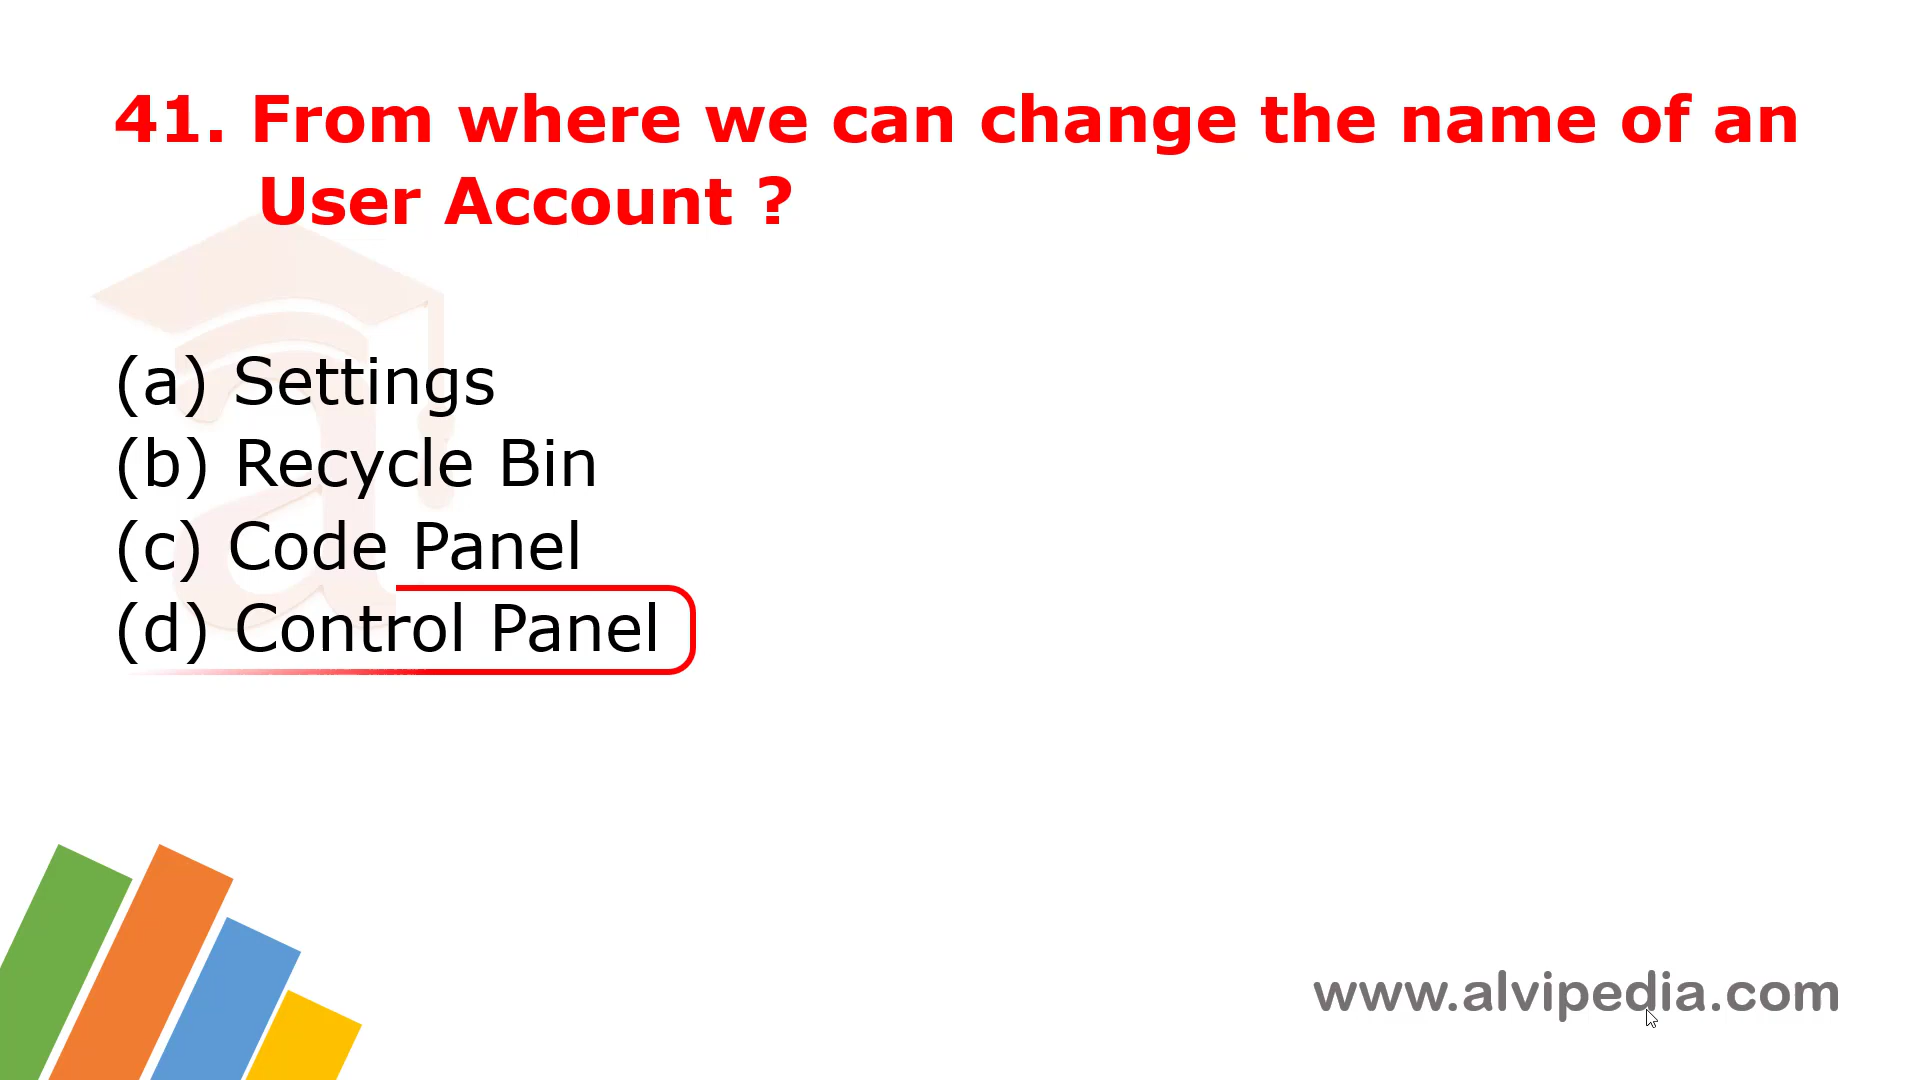 41. From where we can change the name of an
User Account ?
(a) Settings
(b) Recycle Bin
(c) Code Panel
(d) Control Panel
www.alvipedia.com